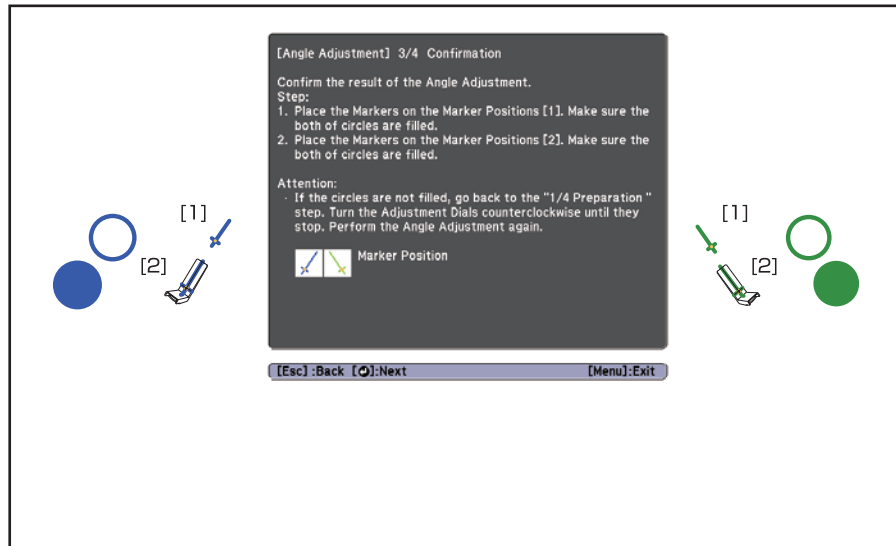 [Angle Adjustment] 3/4 Confirmation
Confirm the result of the Angle Adjustment.
Step:
1. Place the Markers on the Marker Positions [1]. Make sure the
both of circles are filled.
2. Place the Markers on the Marker Positions [2]. Make sure the
both of circles are filled.
Attention:
· If the circles are not filled, go back to the "1/4 Preparation "
step. Turn the Adjustment Dials counterclockwise until they
stop. Perform the Angle Adjustment again.
Marker Position
[1]
[2]
[1]
[2]
[Esc] :Back [⏎]:Next [Menu]:Exit